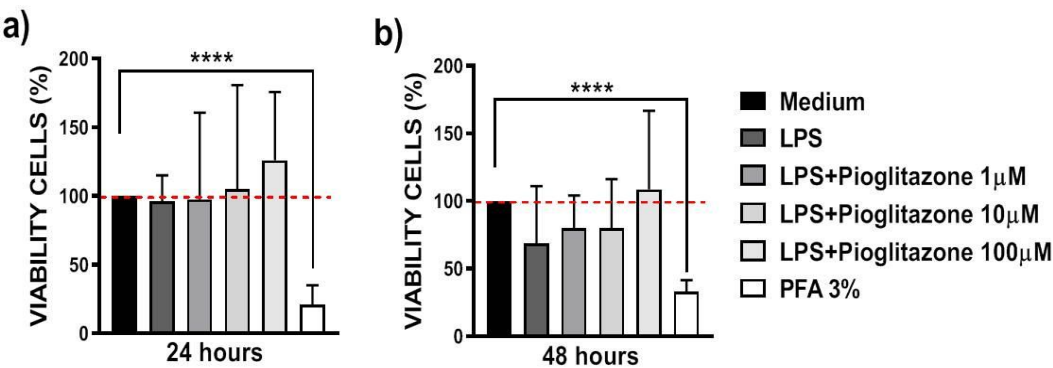 a)
VIABILITY CELLS (%)
200
150
100
50
0
****
24 hours
b)
VIABILITY CELLS (%)
200
150
100
50
0
****
48 hours
Medium
LPS
LPS+Pioglitazone 1μM
LPS+Pioglitazone 10μM
LPS+Pioglitazone 100μM
PFA 3%